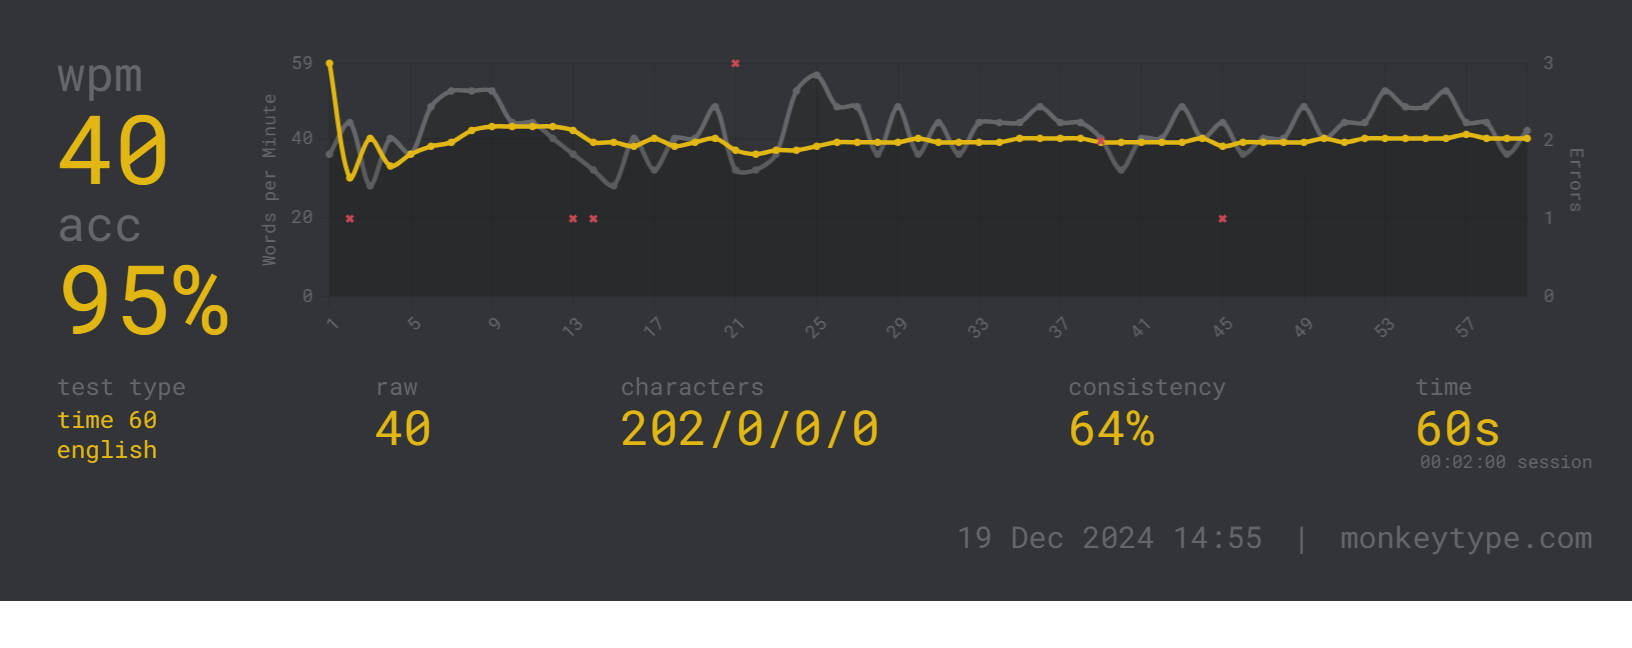 wpm
40
acc
95%
Words per Minute
59
40
20
0
3
2
1
0
Errors
1 5 9 13 17 21 25 29 33 37 41 45 49 53 57
test type
time 60
english
raw
40
characters
202/0/0/0
consistency
64%
time
60s
00:02:00 session
19 Dec 2024 14:55 | monkeytype.com